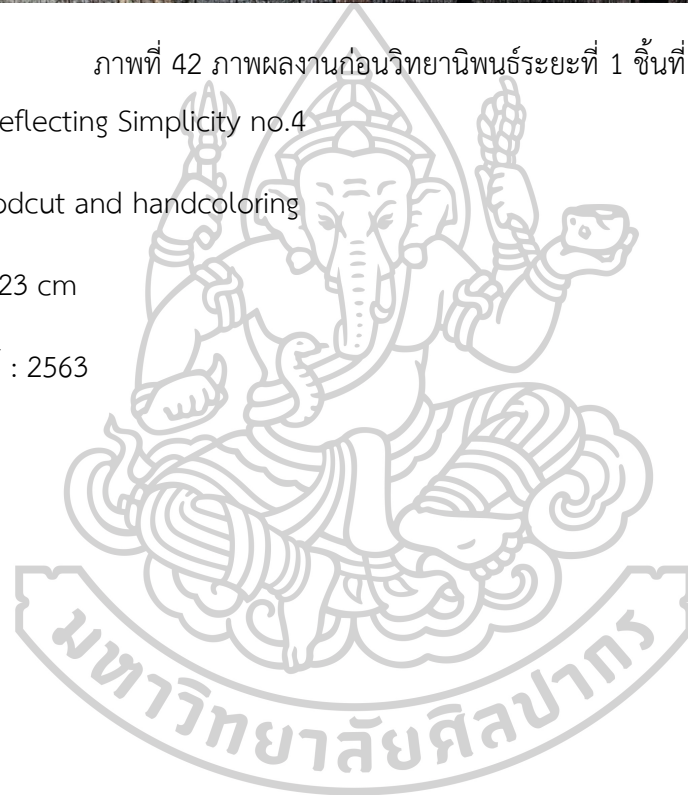 ภาพที่ 42 ภาพผลงานก่อนวิทยานิพนธ์ระยะที่ 1 ชิ้นที่
eflecting Simplicity no.4
odcut and handcoloring
23 cm
: 2563
มหาวิทยาลัยศิลปากร